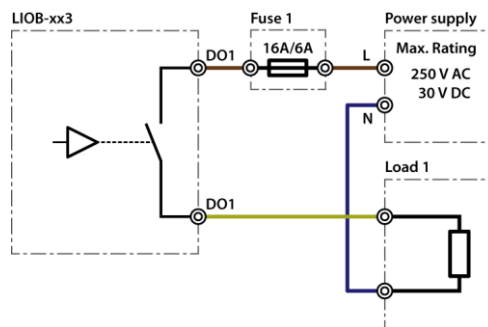 LIOB-xx3
Fuse 1
Power supply
DO1
16A/6A
L
Max. Rating
250 V AC
30 V DC
N
Load 1
DO1